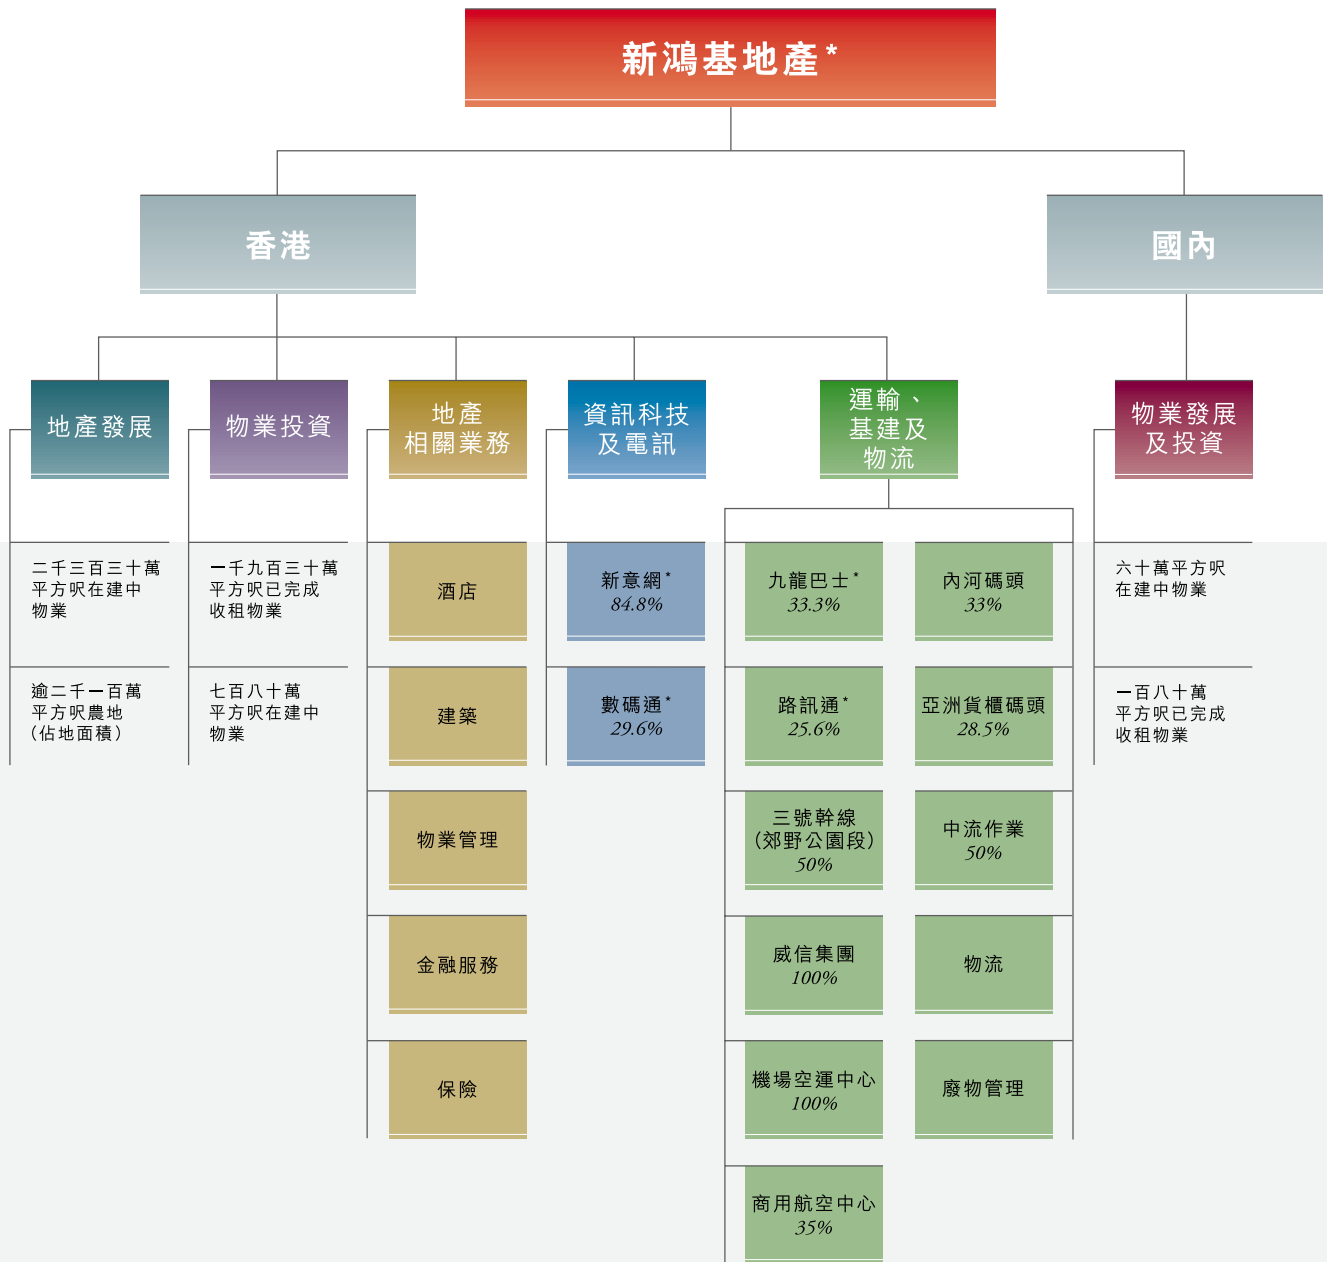 新鴻基地產*
香港
國內
地產發展
物業投資
地產
相關業務
資訊科技
及電訊
運輸、
基建及
物流
物業發展
及投資
二千三百三十萬
平方呎在建中
物業
逾二千一百萬
平方呎農地
(佔地面積)
一千九百三十萬
平方呎已完成
收租物業
七百八十萬
平方呎在建中
物業
酒店
建築
物業管理
金融服務
保險
新意網*
84.8%
數碼通*
29.6%
九龍巴士*
33.3%
路訊通*
25.6%
三號幹線
(郊野公園段)
50%
威信集團
100%
機場空運中心
100%
商用航空中心
35%
內河碼頭
33%
亞洲貨櫃碼頭
28.5%
中流作業
50%
物流
廢物管理
六十萬平方呎
在建中物業
一百八十萬
平方呎已完成
收租物業